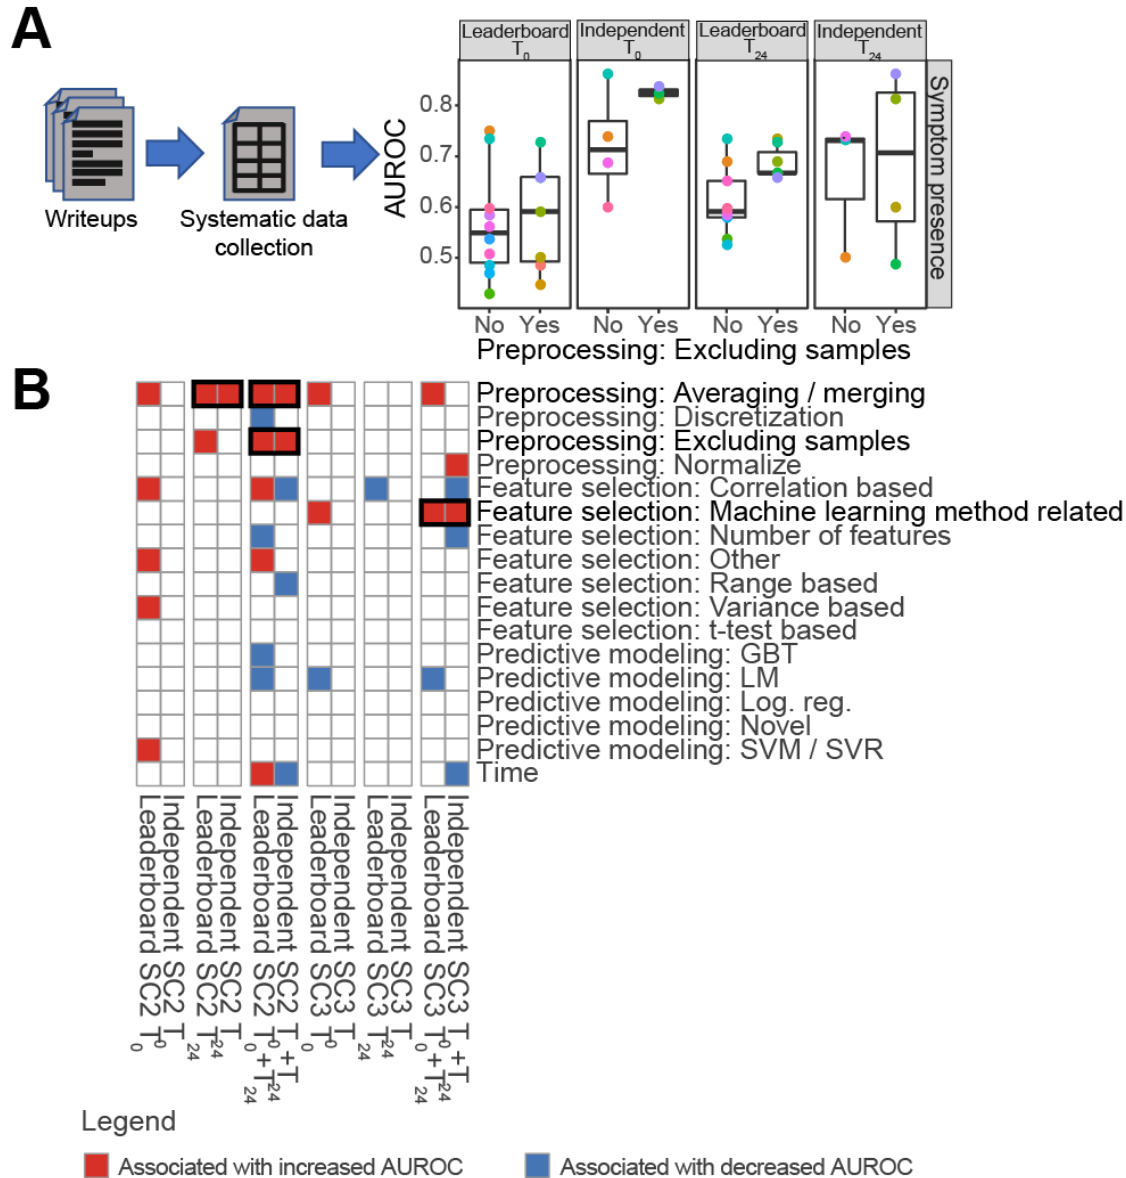 A
Leaderboard T0
Independent T0
Leaderboard T24
Independent T24
Symptom presence
AUROC
0.8
0.7
0.6
0.5
Writeups
Systematic data
collection
No Yes No Yes No Yes No Yes
Preprocessing: Excluding samples
B
Preprocessing: Averaging / merging
Preprocessing: Discretization
Preprocessing: Excluding samples
Preprocessing: Normalize
Feature selection: Correlation based
Feature selection: Machine learning method related
Feature selection: Number of features
Feature selection: Other
Feature selection: Range based
Feature selection: Variance based
Feature selection: t-test based
Predictive modeling: GBT
Predictive modeling: LM
Predictive modeling: Log. reg.
Predictive modeling: Novel
Predictive modeling: SVM / SVR
Time
Leaderboard SC2 T0
Independent SC2 T0
Leaderboard SC2 T24
Independent SC2 T24
Leaderboard SC2 T0+T24
Independent SC2 T0+T24
Leaderboard SC3 T0
Independent SC3 T0
Leaderboard SC3 T24
Independent SC3 T24
Leaderboard SC3 T0+T24
Independent SC3 T0+T24
Legend
Associated with increased AUROC
Associated with decreased AUROC